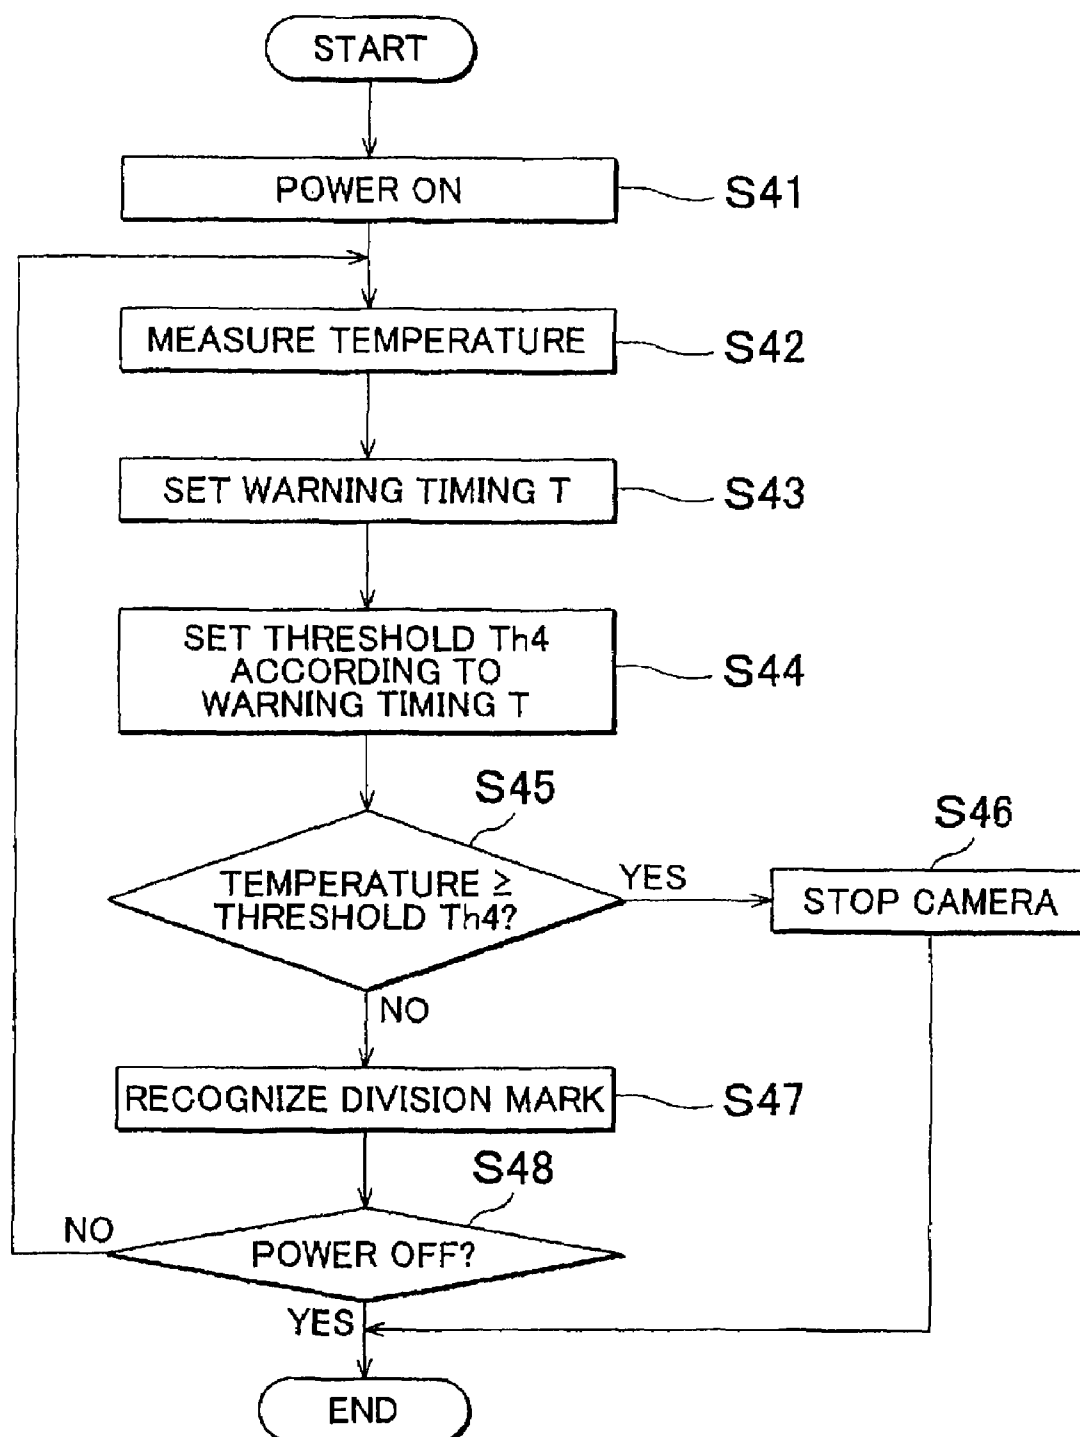 START
POWER ON
S41
MEASURE TEMPERATURE
S42
SET WARNING TIMING T
S43
SET THRESHOLD Th4
ACCORDING TO
WARNING TIMING T
S44
S45
TEMPERATURE ≥
THRESHOLD Th4?
YES
S46
STOP CAMERA
NO
RECOGNIZE DIVISION MARK
S47
S48
POWER OFF?
NO
YES
END